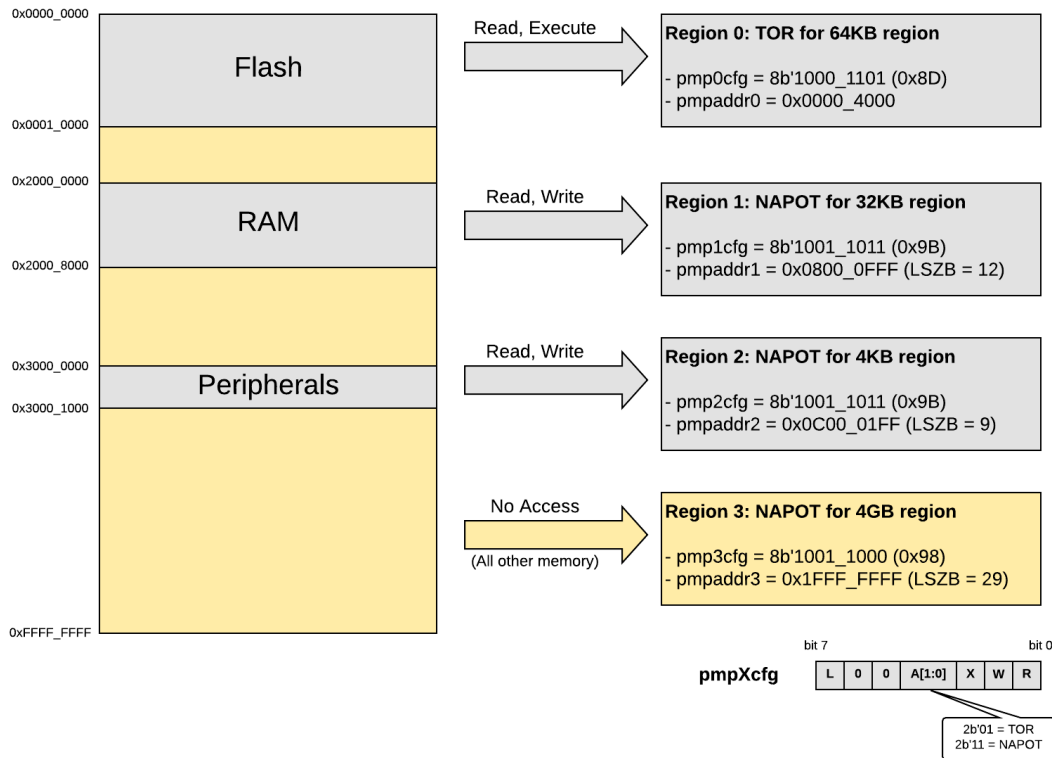 0x0000_0000
Flash
0x0001_0000
0x2000_0000
RAM
0x2000_8000
0x3000_0000
Peripherals
0x3000_1000
0xFFFF_FFFF
Read, Execute
Region 0: TOR for 64KB region
- pmp0cfg = 8b'1000_1101 (0x8D)
- pmpaddr0 = 0x0000_4000
Read, Write
Region 1: NAPOT for 32KB region
- pmp1cfg = 8b'1001_1011 (0x9B)
- pmpaddr1 = 0x0800_0FFF (LSZB = 12)
Read, Write
Region 2: NAPOT for 4KB region
- pmp2cfg = 8b'1001_1011 (0x9B)
- pmpaddr2 = 0x0C00_01FF (LSZB = 9)
No Access
(All other memory)
Region 3: NAPOT for 4GB region
- pmp3cfg = 8b'1001_1000 (0x98)
- pmpaddr3 = 0x1FFF_FFFF (LSZB = 29)
bit 7 bit 0
pmpXcfg L 0 0 A[1:0] X W R
2b'01 = TOR
2b'11 = NAPOT